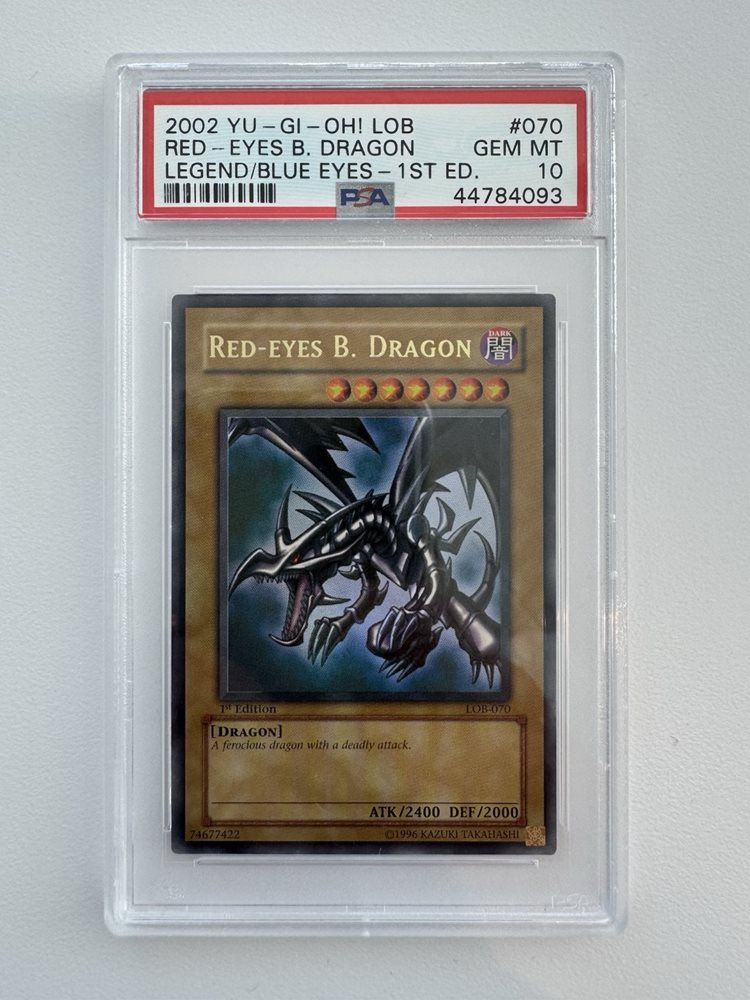 2002 YU-GI-OH! LOB #070
RED-EYES B. DRAGON GEM MT
LEGEND/BLUE EYES-1ST ED. 10
PSA 44784093
RED-EYES B. DRAGON
DARK
闇
1st Edition LOB-070
[DRAGON]
A ferocious dragon with a deadly attack.
ATK/2400 DEF/2000
74677422 ©1996 KAZUKI TAKAHASHI
PSA